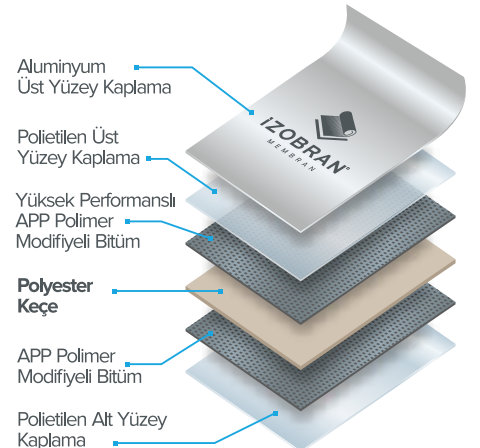 Aluminyum
Üst Yüzey Kaplama
iZOBRAN®
MEMBRAN
Polietilen Üst
Yüzey Kaplama
Yüksek Performanslı
APP Polimer
Modifiyeli Bitüm
Polyester
Keçe
APP Polimer
Modifiyeli Bitüm
Polietilen Alt Yüzey
Kaplama